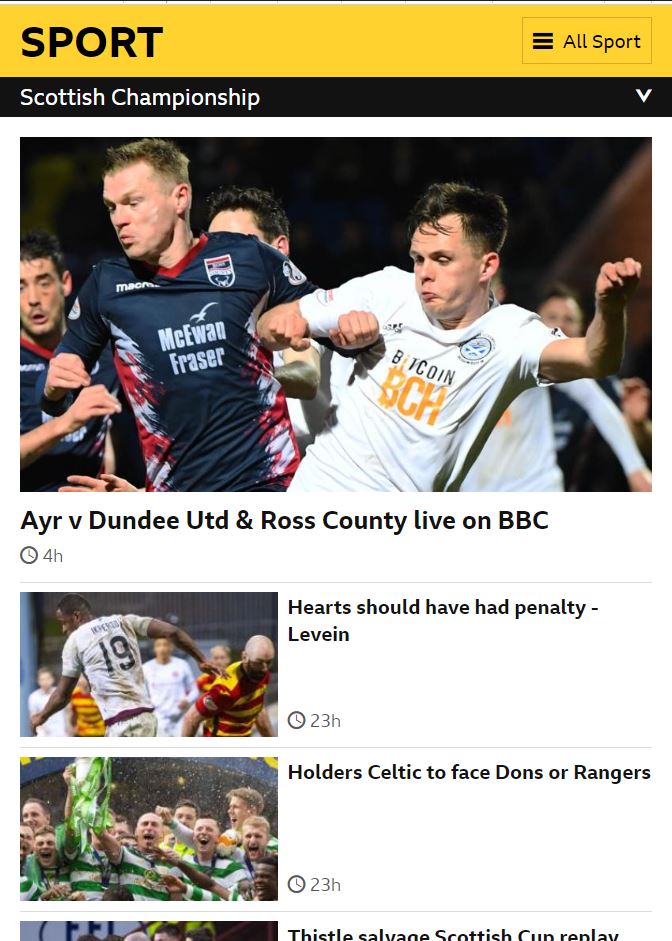 SPORT
All Sport
Scottish Championship
macro
McEwan
Fraser
BITCOIN
BCH
Ayr v Dundee Utd & Ross County live on BBC
4h
19
Hearts should have had penalty -
Levein
23h
Holders Celtic to face Dons or Rangers
23h
Thistle salvage Scottish Cup replay